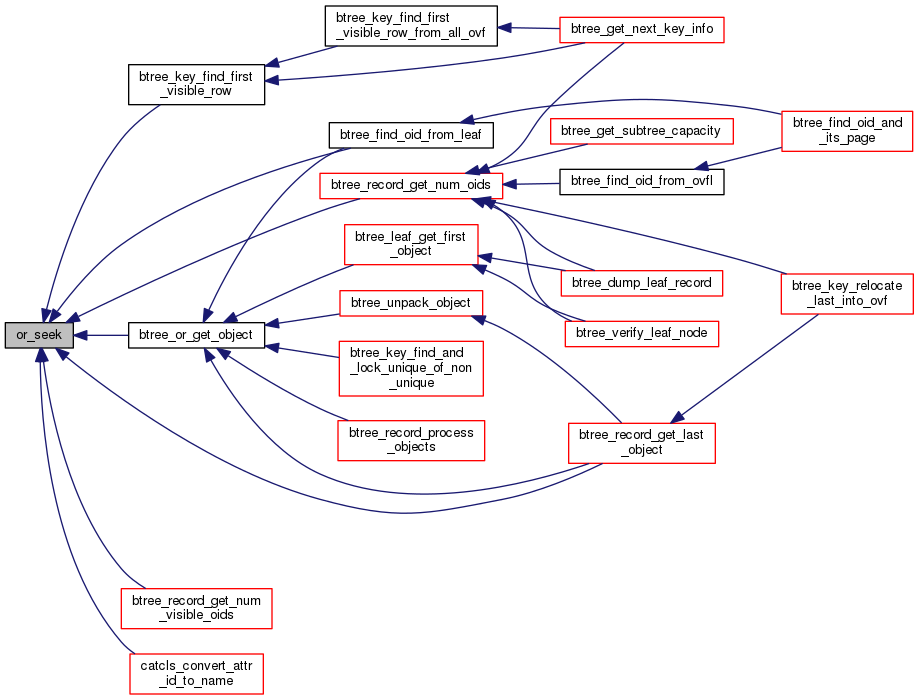 btree_key_find_first
_visible_row_from_all_ovf
btree_get_next_key_info
btree_key_find_first
_visible_row
btree_find_oid_and
_its_page
btree_get_subtree_capacity
btree_find_oid_from_leaf
btree_record_get_num_oids
btree_find_oid_from_ovfl
btree_leaf_get_first
_object
btree_dump_leaf_record
btree_key_relocate
_last_into_ovf
btree_unpack_object
or_seek
btree_or_get_object
btree_verify_leaf_node
btree_key_find_and
_lock_unique_of_non
_unique
btree_record_process
_objects
btree_record_get_last
_object
btree_record_get_num
_visible_oids
catcls_convert_attr
_id_to_name